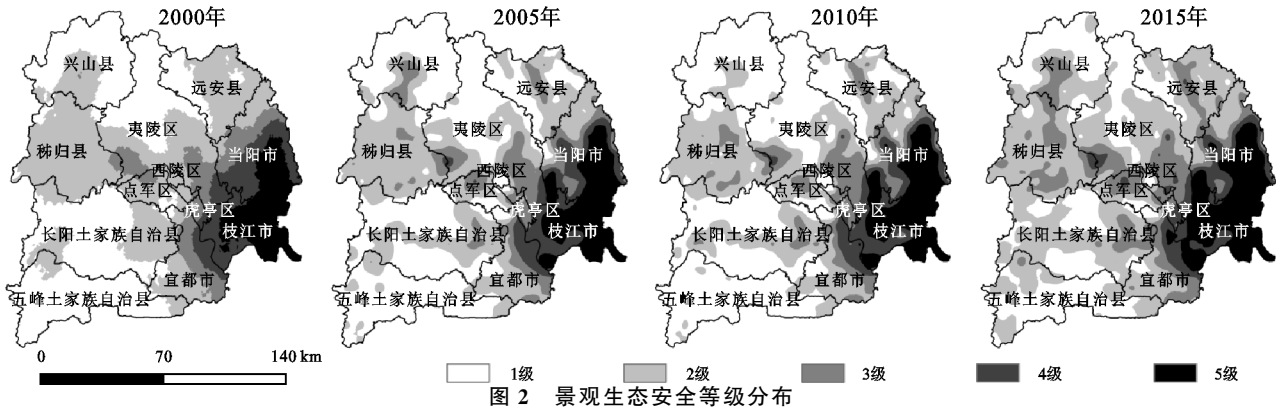 2000年
兴山县
远安县
夷陵区
秭归县
当阳市
西陵区
点军区
虎亭区
枝江市
长阳土家族自治县
宜都市
五峰土家族自治县
2005年
兴山县
远安县
夷陵区
秭归县
当阳市
西陵区
点军区
虎亭区
枝江市
长阳土家族自治县
宜都市
五峰土家族自治县
2010年
兴山县
远安县
夷陵区
秭归县
当阳市
西陵区
点军区
虎亭区
枝江市
长阳土家族自治县
宜都市
五峰土家族自治县
2015年
兴山县
远安县
夷陵区
秭归县
当阳市
西陵区
点军区
虎亭区
枝江市
长阳土家族自治县
宜都市
五峰土家族自治县
0 70 140 km
1级 2级 3级 4级 5级
图 2 景观生态安全等级分布